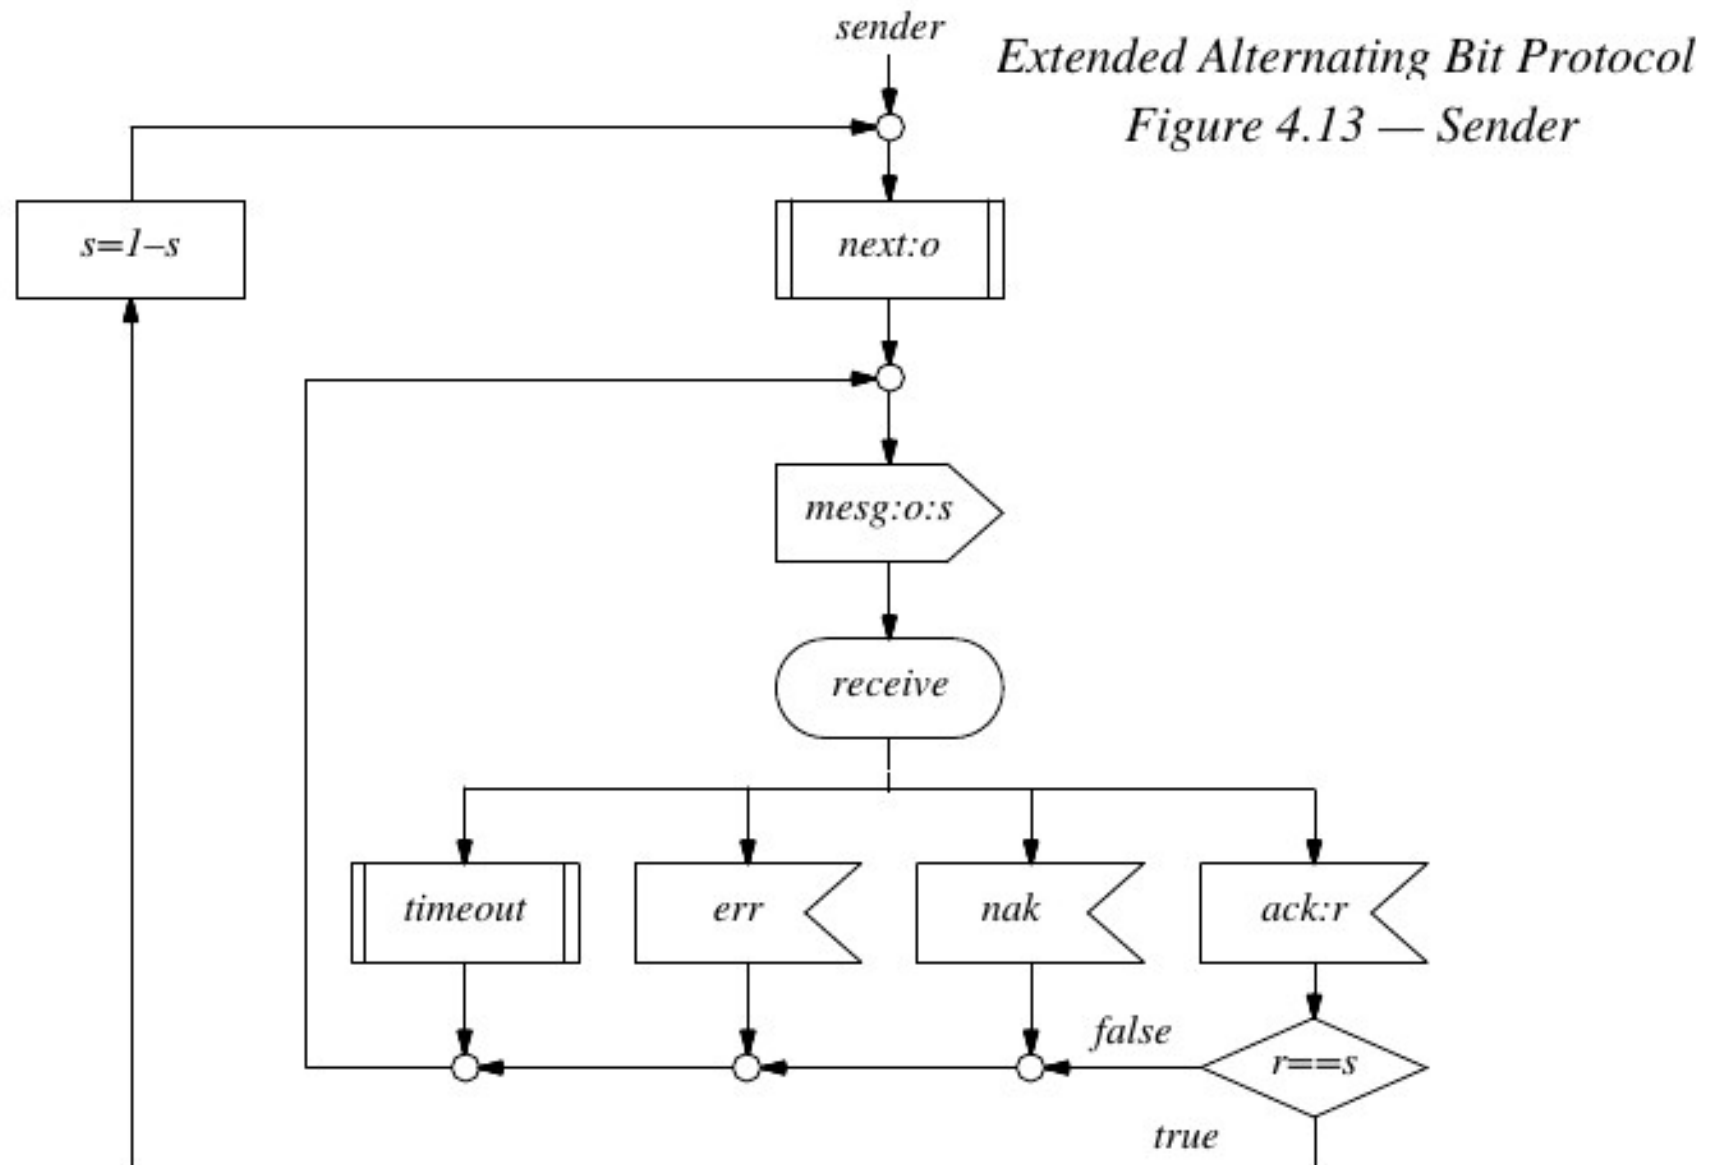 sender
Extended Alternating Bit Protocol
Figure 4.13 — Sender
s=1–s
next:o
mesg:o:s
receive
timeout
err
nak
ack:r
false
r==s
true